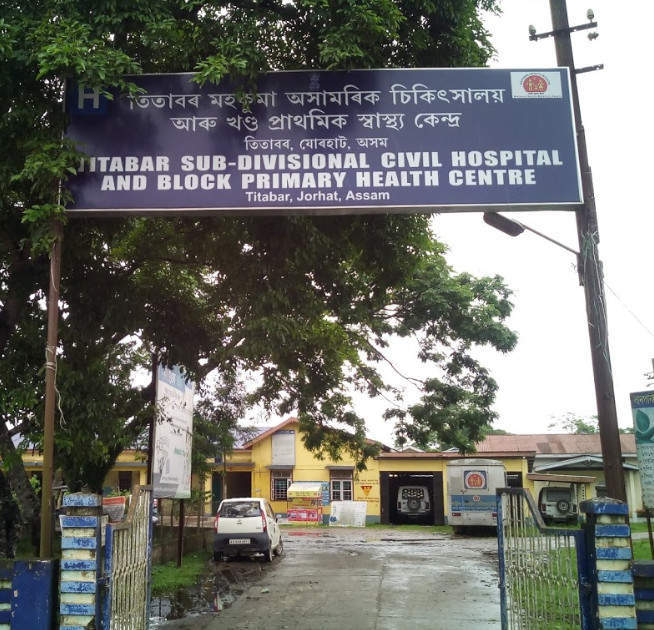 H
তিতাবৰ মহকুমা অসামৰিক চিকিৎসালয়
আৰু খণ্ড প্ৰাথমিক স্বাস্থ্য কেন্দ্ৰ
তিতাবৰ, যোৰহাট, অসম
TITABAR SUB-DIVISIONAL CIVIL HOSPITAL
AND BLOCK PRIMARY HEALTH CENTRE
Titabar, Jorhat, Assam